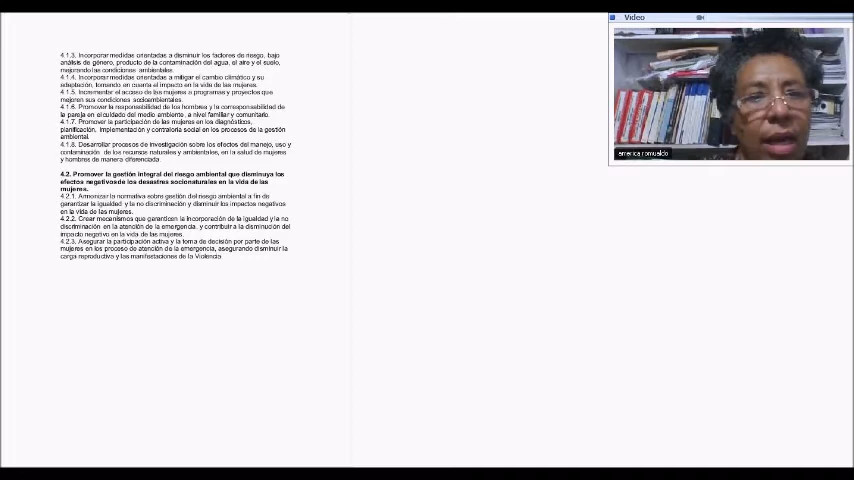 4.1.3. Incorporar medidas orientadas a disminuir los factores de riesgo, bajo
análisis de género, producto de la contaminación del agua, el aire y el suelo,
mejorando las condiciones ambientales.
4.1.4. Incorporar medidas orientadas a mitigar el cambio climático y su
adaptación, tomando en cuenta el impacto en la vida de las mujeres.
4.1.5. Incrementar el acceso de las mujeres a programas y proyectos que
mejoren sus condiciones socioambientales.
4.1.6. Promover la responsabilidad de los hombres y la corresponsabilidad de
la pareja en el cuidado del medio ambiente, a nivel familiar y comunitario.
4.1.7. Promover la participación de las mujeres en los diagnósticos,
planificación, implementación y contraloría social en los procesos de la gestión
ambiental.
4.1.8. Desarrollar procesos de investigación sobre los efectos del manejo, uso y
contaminación de los recursos naturales y ambientales, en la salud de mujeres
y hombres de manera diferenciada.
4.2. Promover la gestión integral del riesgo ambiental que disminuya los
efectos negativos de los desastres socionaturales en la vida de las
mujeres.
4.2.1. Armonizar la normativa sobre gestión del riesgo ambiental a fin de
garantizar la igualdad y la no discriminación y disminuir los impactos negativos
en la vida de las mujeres.
4.2.2. Crear mecanismos que garanticen la incorporación de la igualdad y la no
discriminación en la atención de la emergencia, y contribuir a la disminución del
impacto negativo en la vida de las mujeres.
4.2.3. Asegurar la participación activa y la toma de decisión por parte de las
mujeres en los proceso de atención de la emergencia, asegurando disminuir la
carga reproductiva y las manifestaciones de la Violencia.
Video
america romualdo